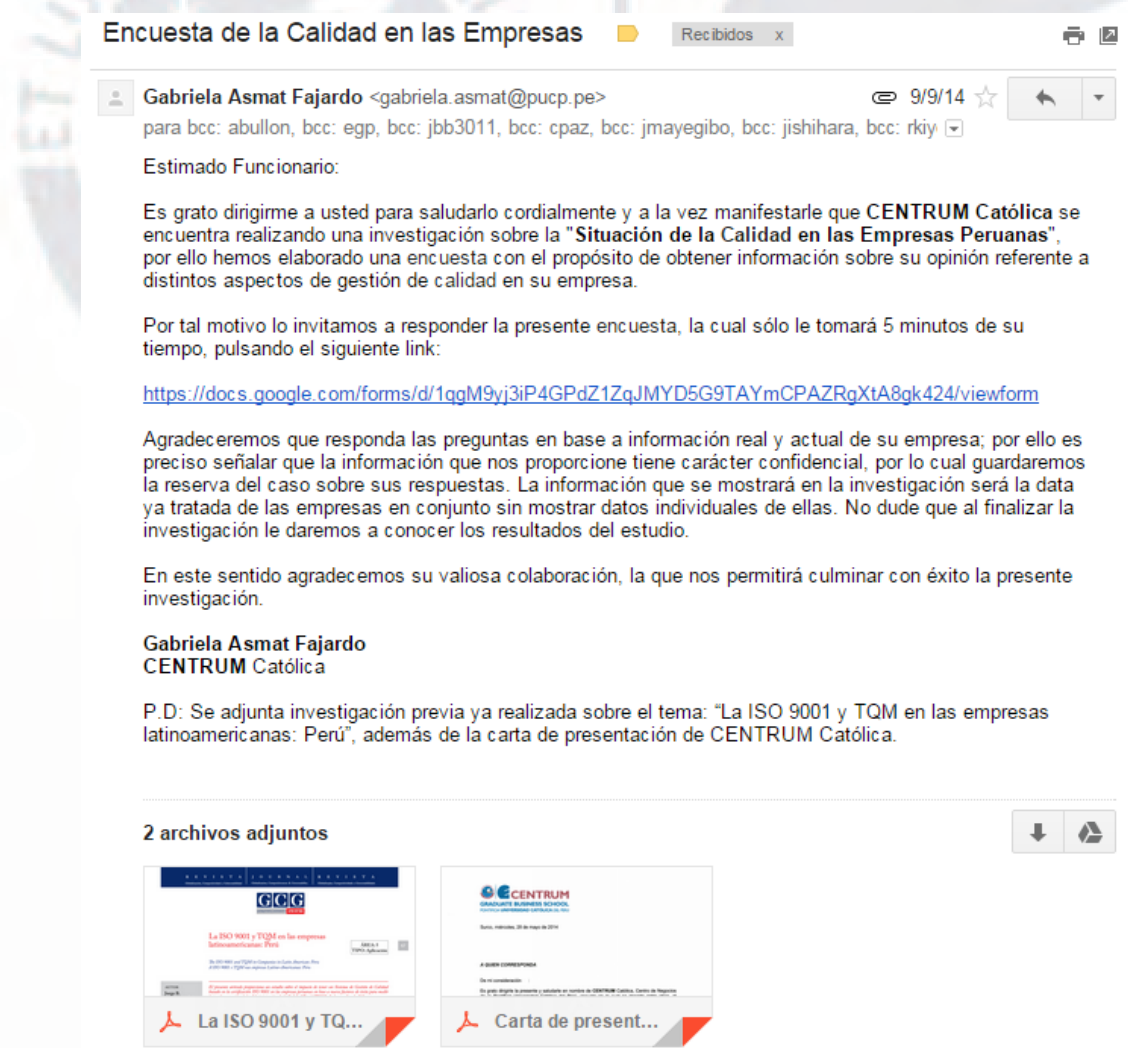 Encuesta de la Calidad en las Empresas Recibidos x
Gabriela Asmat Fajardo <gabriela.asmat@pucp.pe> 9/9/14
para bcc: abullon, bcc: egp, bcc: jbb3011, bcc: cpaz, bcc: jmayegibo, bcc: jishihara, bcc: rkiy
Estimado Funcionario:
Es grato dirigirme a usted para saludarlo cordialmente y a la vez manifestarle que CENTRUM Católica se
encuentra realizando una investigación sobre la "Situación de la Calidad en las Empresas Peruanas",
por ello hemos elaborado una encuesta con el propósito de obtener información sobre su opinión referente a
distintos aspectos de gestión de calidad en su empresa.
Por tal motivo lo invitamos a responder la presente encuesta, la cual sólo le tomará 5 minutos de su
tiempo, pulsando el siguiente link:
https://docs.google.com/forms/d/1qgM9yj3iP4GPdZ1ZqJMYD5G9TAYmCPAZRgXtA8gk424/viewform
Agradeceremos que responda las preguntas en base a información real y actual de su empresa; por ello es
preciso señalar que la información que nos proporcione tiene carácter confidencial, por lo cual guardaremos
la reserva del caso sobre sus respuestas. La información que se mostrará en la investigación será la data
ya tratada de las empresas en conjunto sin mostrar datos individuales de ellas. No dude que al finalizar la
investigación le daremos a conocer los resultados del estudio.
En este sentido agradecemos su valiosa colaboración, la que nos permitirá culminar con éxito la presente
investigación.
Gabriela Asmat Fajardo
CENTRUM Católica
P.D: Se adjunta investigación previa ya realizada sobre el tema: “La ISO 9001 y TQM en las empresas
latinoamericanas: Perú”, además de la carta de presentación de CENTRUM Católica.
2 archivos adjuntos
REVISTA JOURNAL REVISTA
GCG
La ISO 9001 y TQM en las empresas
latinoamericanas: Perú
CENTRUM
GRADUATE BUSINESS SCHOOL
Surco, miércoles, 28 de mayo de 2014
A QUIEN CORRESPONDA
De mi consideración :
La ISO 9001 y TQ...
Carta de present...